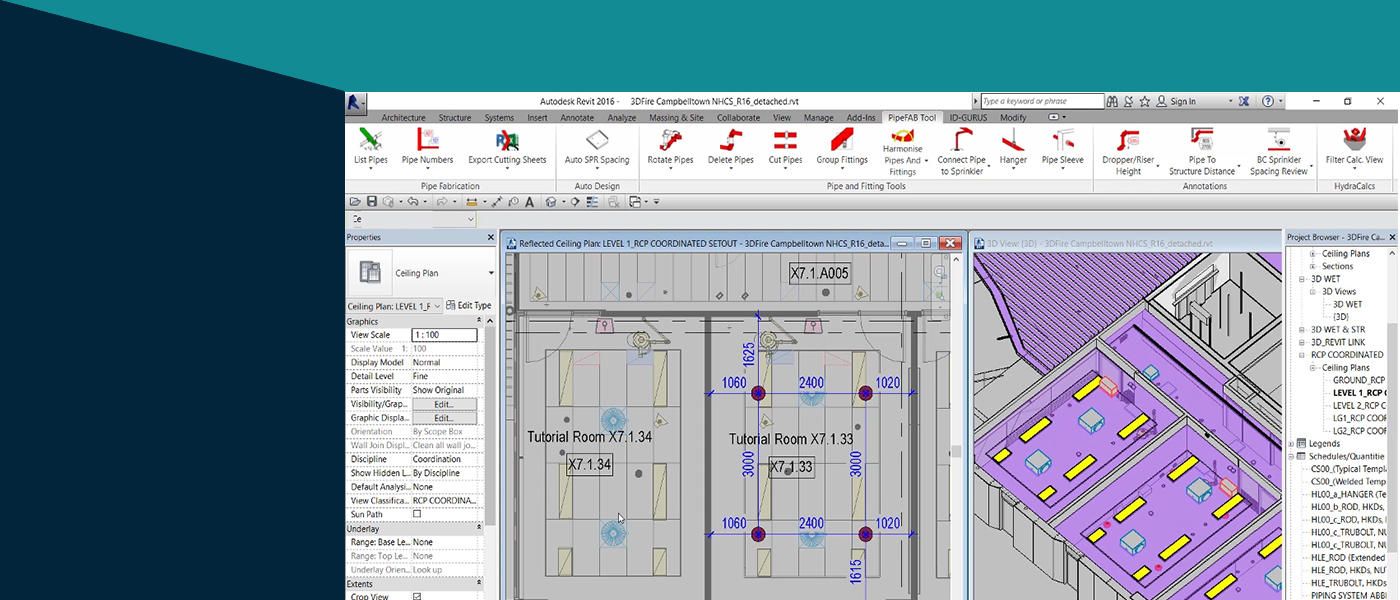 Autodesk Revit 2016 - 3DFire Campbelltown NHCS_R16_detached.rvt
Type a keyword or phrase
Sign In
Architecture Structure Systems Insert Annotate Analyze Massing & Site Collaborate View Manage Add-Ins PipeFAB Tool ID-GURUS Modify
List Pipes
Pipe Numbers
Export Cutting Sheets
Auto SPR Spacing
Rotate Pipes
Delete Pipes
Cut Pipes
Group Fittings
Harmonise
Pipes And
Fittings
Connect Pipe
to Sprinkler
Hanger
Pipe Sleeve
Dropper/Riser
Height
Pipe To
Structure Distance
BC Sprinkler
Spacing Review
Filter Calc. View
Pipe Fabrication
Auto Design
Pipe and Fitting Tools
Annotations
HydraCalcs
Properties
Ceiling Plan
Ceiling Plan: LEVEL 1_F
Edit Type
Graphics
View Scale 1 : 100
Scale Value 1: 100
Display Model Normal
Detail Level Fine
Parts Visibility Show Original
Visibility/Grap... Edit...
Graphic Displa... Edit...
Orientation By Scope Box
Wall Join Displ... Clean all wall jo...
Discipline Coordination
Show Hidden L... By Discipline
Default Analysi... None
View Classifica... RCP COORDINA...
Sun Path
Underlay
Range: Base Le... None
Range: Top Le... None
Underlay Orien... Look up
Extents
Crop View
Reflected Ceiling Plan: LEVEL 1_RCP COORDINATED SETOUT - 3DFire Campbelltown NHCS_R16_deta...
X7.1.A005
1625
1060 2400 1020
Tutorial Room X7.1.34
X7.1.34
Tutorial Room X7.1.33
X7.1.33
3000
3000
1060 2400 1020
1615
3D View: {3D} - 3DFire Campbelltown NHCS_R16_detached.rvt
Project Browser - 3DFire Ca...
Ceiling Plans
Sections
3D WET
3D Views
3D WET
{3D}
3D WET & STR
3D_REVIT LINK
RCP COORDINATED
Ceiling Plans
GROUND_RCP
LEVEL 1_RCP C
LEVEL 2_RCP C
LG1_RCP COOF
LG2_RCP COOF
Legends
Schedules/Quantitie
CS00_(Typical Templ
CS00_(Welded Temp
HL00_a_HANGER (Te
HL00_b_ROD, HKDs,
HL00_c_ROD, HKDs,
HL00_c_TRUBOLT, NU
HL00_c_TRUBOLT, NU
HLE_ROD (Extended
HLE_ROD, HKDs, NUT
HLE_TRUBOLT, HKDs
PIPING SYSTEM ABB